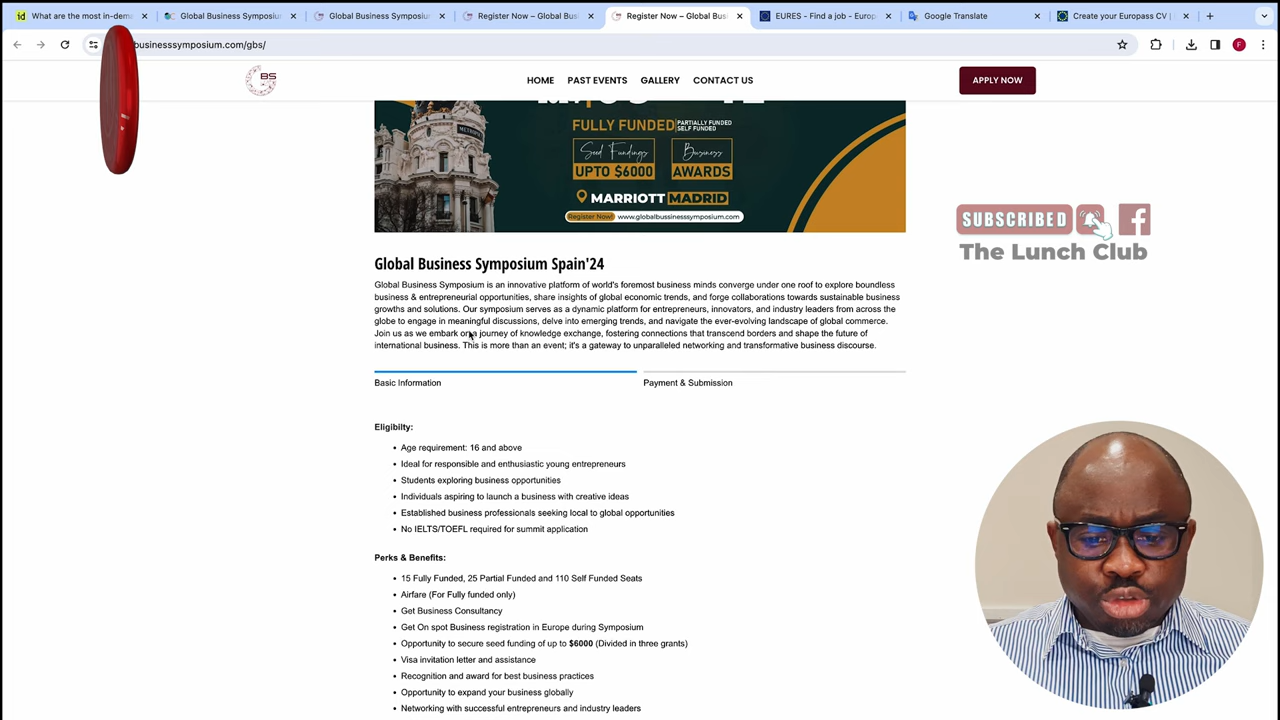 What are the most in-dem
Global Business Symposiu
Global Business Symposiu
Register Now – Global Bus
Register Now – Global Bus
EURES - Find a job - Europ
Google Translate
Create your Europass CV |
businesssymposium.com/gbs/
F
BS
HOME
PAST EVENTS
GALLERY
CONTACT US
APPLY NOW
METROPOLIS
FULLY FUNDED
PARTIALLY FUNDED
SELF FUNDED
Seed Fundings
UPTO $6000
Business
AWARDS
MARRIOTT MADRID
Register Now! www.globalbussinesssymposium.com
SUBSCRIBED
The Lunch Club
Global Business Symposium Spain'24
Global Business Symposium is an innovative platform of world's foremost business minds converge under one roof to explore boundless
business & entrepreneurial opportunities, share insights of global economic trends, and forge collaborations towards sustainable business
growths and solutions. Our symposium serves as a dynamic platform for entrepreneurs, innovators, and industry leaders from across the
globe to engage in meaningful discussions, delve into emerging trends, and navigate the ever-evolving landscape of global commerce.
Join us as we embark on a journey of knowledge exchange, fostering connections that transcend borders and shape the future of
international business. This is more than an event; it's a gateway to unparalleled networking and transformative business discourse.
Basic Information
Payment & Submission
Eligibilty:
Age requirement: 16 and above
Ideal for responsible and enthusiastic young entrepreneurs
Students exploring business opportunities
Individuals aspiring to launch a business with creative ideas
Established business professionals seeking local to global opportunities
No IELTS/TOEFL required for summit application
Perks & Benefits:
15 Fully Funded, 25 Partial Funded and 110 Self Funded Seats
Airfare (For Fully funded only)
Get Business Consultancy
Get On spot Business registration in Europe during Symposium
Opportunity to secure seed funding of up to $6000 (Divided in three grants)
Visa invitation letter and assistance
Recognition and award for best business practices
Opportunity to expand your business globally
Networking with successful entrepreneurs and industry leaders